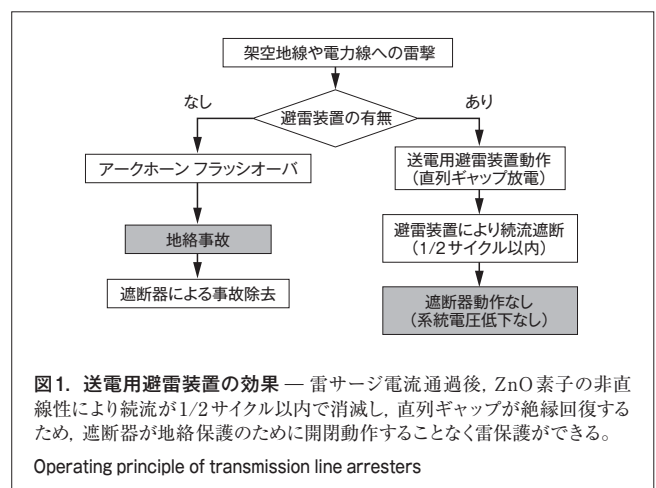 架空地線や電力線への雷撃
避雷装置の有無
なし
あり
アークホーン フラッシオーバ
地絡事故
遮断器による事故除去
送電用避雷装置動作
（直列ギャップ放電）
避雷装置により続流遮断
（1/2サイクル以内）
遮断器動作なし
（系統電圧低下なし）
図1. 送電用避雷装置の効果 ― 雷サージ電流通過後，ZnO素子の非直
線性により続流が1/2サイクル以内で消滅し，直列ギャップが絶縁回復する
ため，遮断器が地絡保護のために開閉動作することなく雷保護ができる。
Operating principle of transmission line arresters